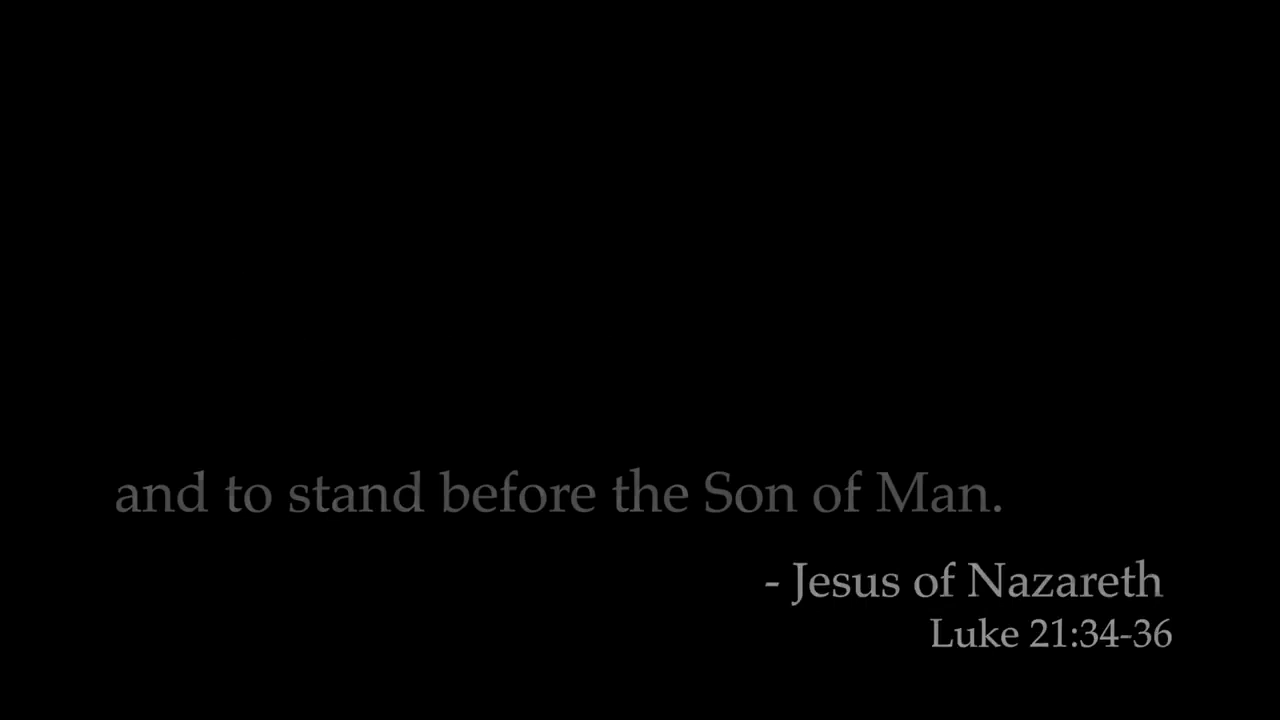 and to stand before the Son of Man.
- Jesus of Nazareth
Luke 21:34-36